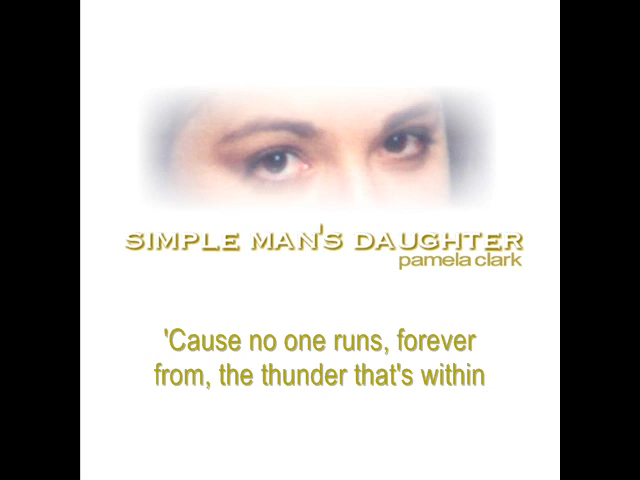 SIMPLE MAN'S DAUGHTER
pamela clark
'Cause no one runs, forever
from, the thunder that's within